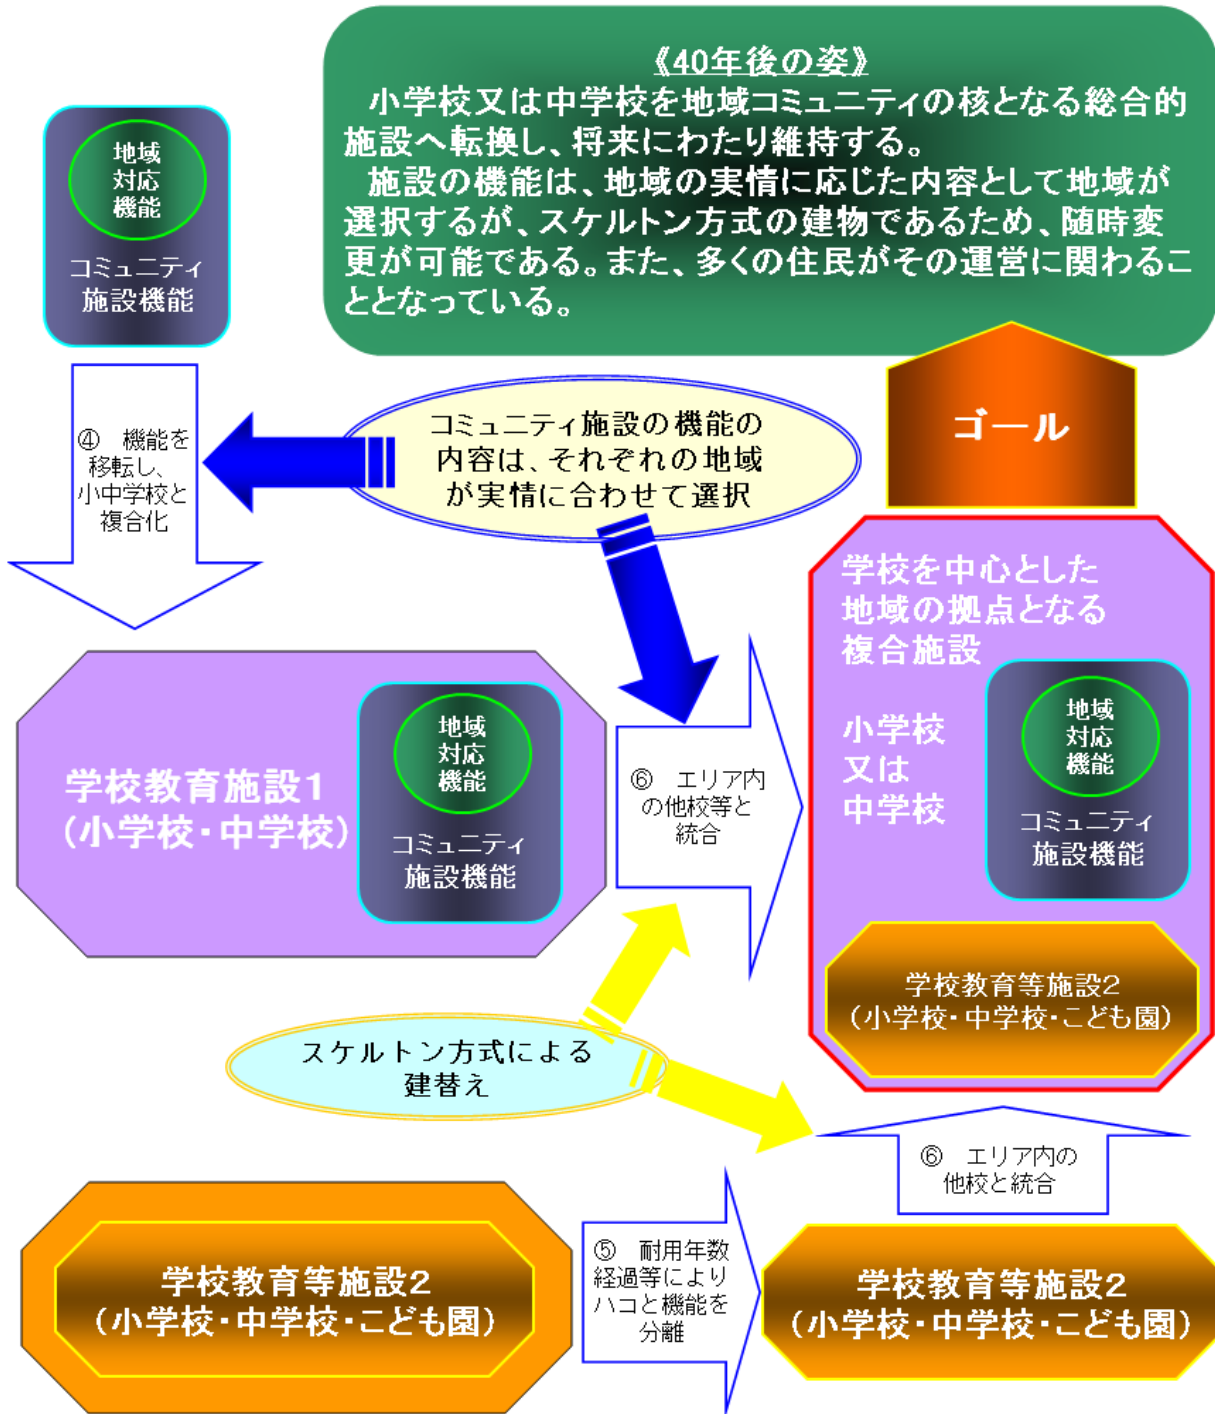 《40年後の姿》
小学校又は中学校を地域コミュニティの核となる総合的
施設へ転換し、将来にわたり維持する。
施設の機能は、地域の実情に応じた内容として地域が
選択するが、スケルトン方式の建物であるため、随時変
更が可能である。また、多くの住民がその運営に関わるこ
ととなっている。
地域
対応
機能
コミュニティ
施設機能
④　機能を
移転し、
小中学校と
複合化
コミュニティ施設の機能の
内容は、それぞれの地域
が実情に合わせて選択
ゴール
学校を中心とした
地域の拠点となる
複合施設
小学校
又は
中学校
地域
対応
機能
コミュニティ
施設機能
学校教育等施設2
（小学校・中学校・こども園）
学校教育施設1
（小学校・中学校）
地域
対応
機能
コミュニティ
施設機能
⑥　エリア内
の他校等と
統合
スケルトン方式による
建替え
⑥　エリア内の
他校と統合
学校教育等施設2
（小学校・中学校・こども園）
⑤　耐用年数
経過等により
ハコと機能を
分離
学校教育等施設2
（小学校・中学校・こども園）